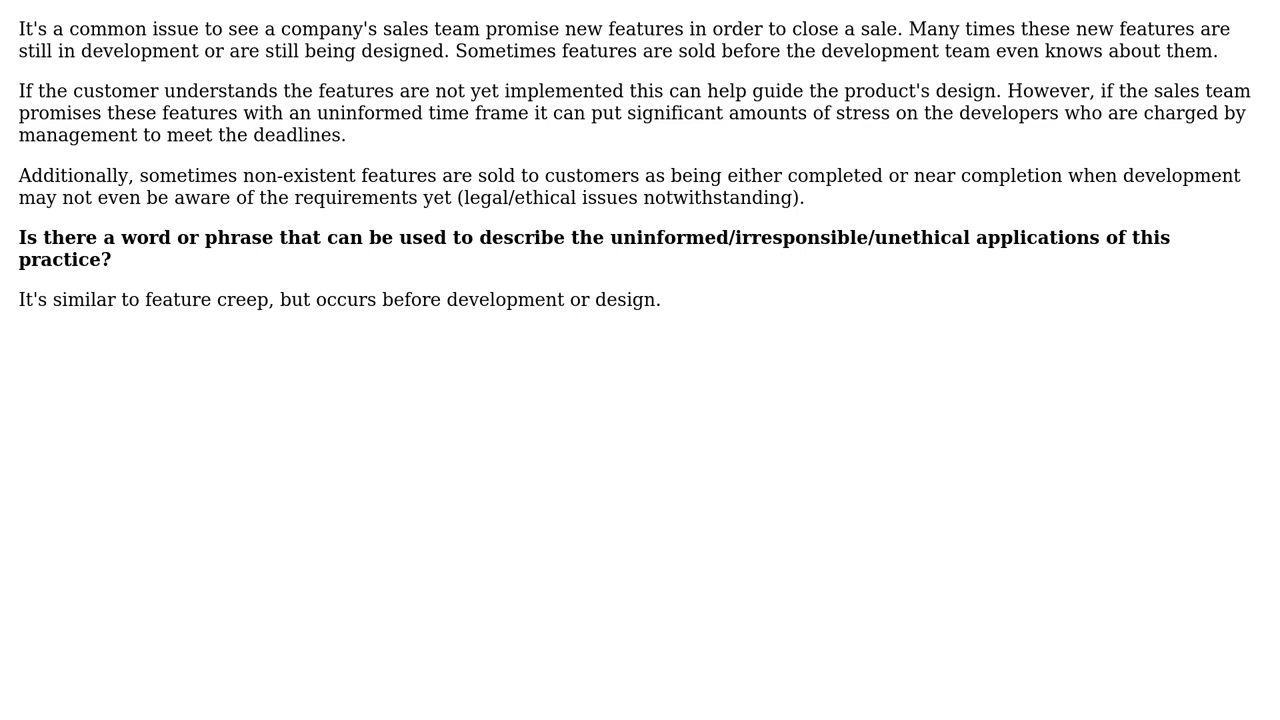 It's a common issue to see a company's sales team promise new features in order to close a sale. Many times these new features are
still in development or are still being designed. Sometimes features are sold before the development team even knows about them.
If the customer understands the features are not yet implemented this can help guide the product's design. However, if the sales team
promises these features with an uninformed time frame it can put significant amounts of stress on the developers who are charged by
management to meet the deadlines.
Additionally, sometimes non-existent features are sold to customers as being either completed or near completion when development
may not even be aware of the requirements yet (legal/ethical issues notwithstanding).
Is there a word or phrase that can be used to describe the uninformed/irresponsible/unethical applications of this
practice?
It's similar to feature creep, but occurs before development or design.